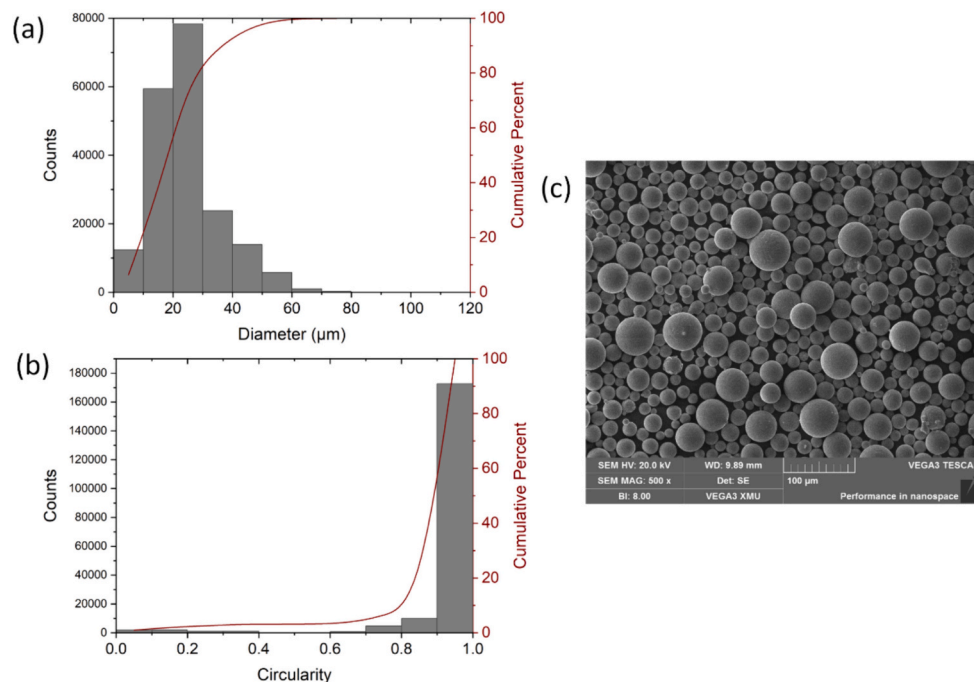 (a)
80000
60000
40000
20000
0
Counts
0 20 40 60 80 100 120
Diameter (µm)
100
80
60
40
20
0
Cumulative Percent
(b)
180000
160000
140000
120000
100000
80000
60000
40000
20000
0
Counts
0.0 0.2 0.4 0.6 0.8 1.0
Circularity
100
80
60
40
20
0
Cumulative Percent
(c)
SEM HV: 20.0 kV WD: 9.89 mm VEGA3 TESCA
SEM MAG: 500 x Det: SE 100 µm
BI: 8.00 VEGA3 XMU Performance in nanospace